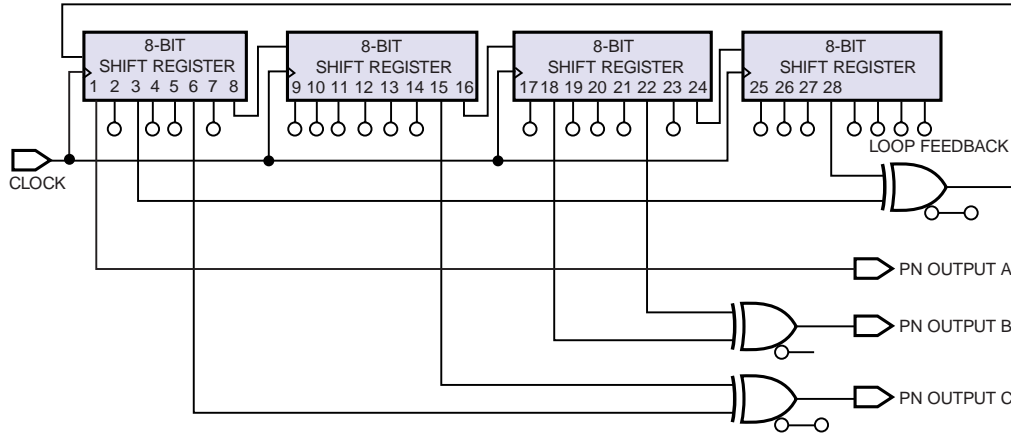 8-BIT
SHIFT REGISTER
1 2 3 4 5 6 7 8
8-BIT
SHIFT REGISTER
9 10 11 12 13 14 15 16
8-BIT
SHIFT REGISTER
17 18 19 20 21 22 23 24
8-BIT
SHIFT REGISTER
25 26 27 28
LOOP FEEDBACK
CLOCK
PN OUTPUT A
PN OUTPUT B
PN OUTPUT C